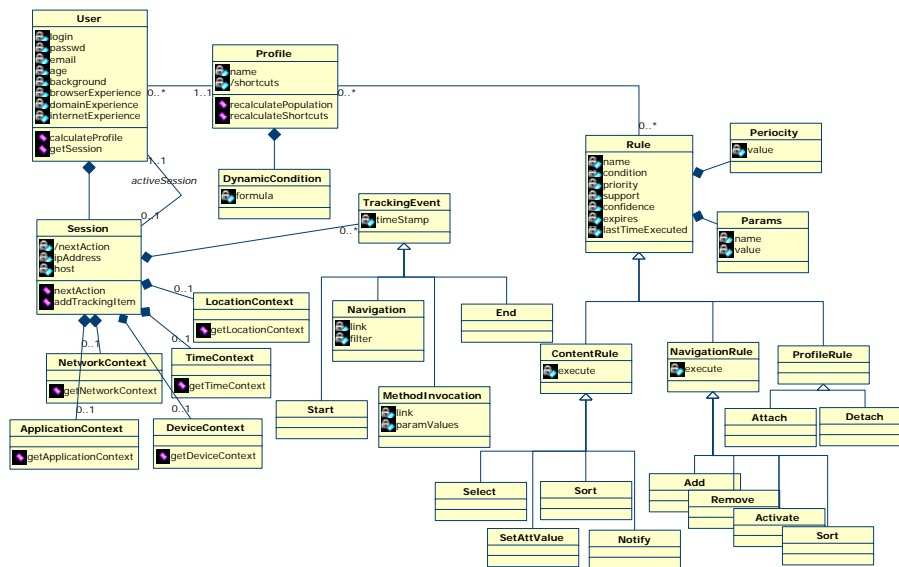 User
login
passwd
email
age
background
browserExperience
domainExperience
internetExperience
calculateProfile
getSession
Profile
name
/shortcuts
recalculatePopulation
recalculateShortcuts
0..*
1..1
0..*
0..*
DynamicCondition
formula
1..1
activeSession
0..1
Session
/nextAction
ipAddress
host
nextAction
addTrackingItem
TrackingEvent
timeStamp
0..*
Rule
name
condition
priority
support
confidence
expires
lastTimeExecuted
Periocity
value
Params
name
value
0..1
LocationContext
getLocationContext
0..1
NetworkContext
getNetworkContext
0..1
TimeContext
getTimeContext
0..1
ApplicationContext
getApplicationContext
0..1
DeviceContext
getDeviceContext
Navigation
link
filter
End
Start
MethodInvocation
link
paramValues
ContentRule
execute
NavigationRule
execute
ProfileRule
Attach
Detach
Select
Sort
SetAttValue
Notify
Add
Remove
Activate
Sort